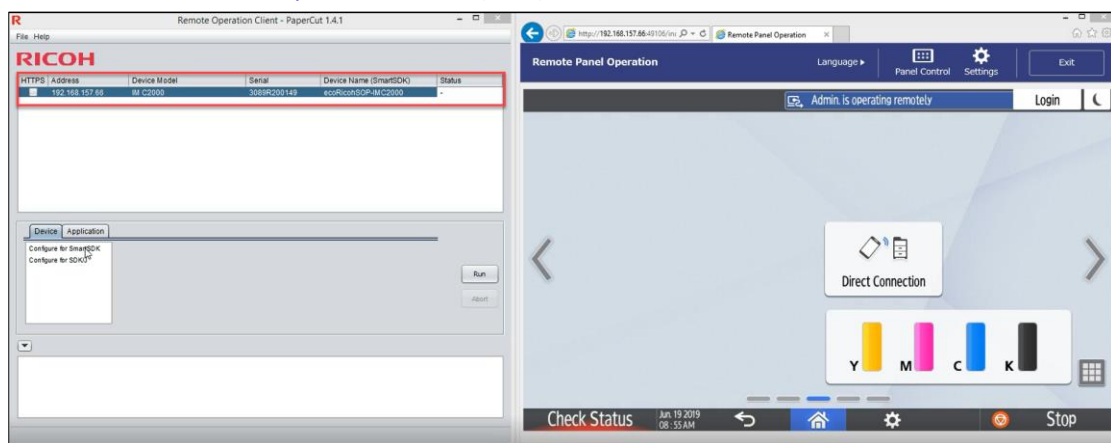 R Remote Operation Client - PaperCut 1.4.1
File Help
RICOH
HTTPS Address Device Model Serial Device Name (SmartSDK) Status
192.168.157.66 IM C2000 3089R200149 ecoRicohSOP-IMC2000 -
Device Application
Configure for SmartSDK
Configure for SDK/J
Run
Abort
Remote Panel Operation
Remote Panel Operation
Language
Panel Control
Settings
Exit
Admin. is operating remotely
Login
Direct Connection
Y M C K
Check Status
Jun. 19 2019
08 : 55 AM
Stop